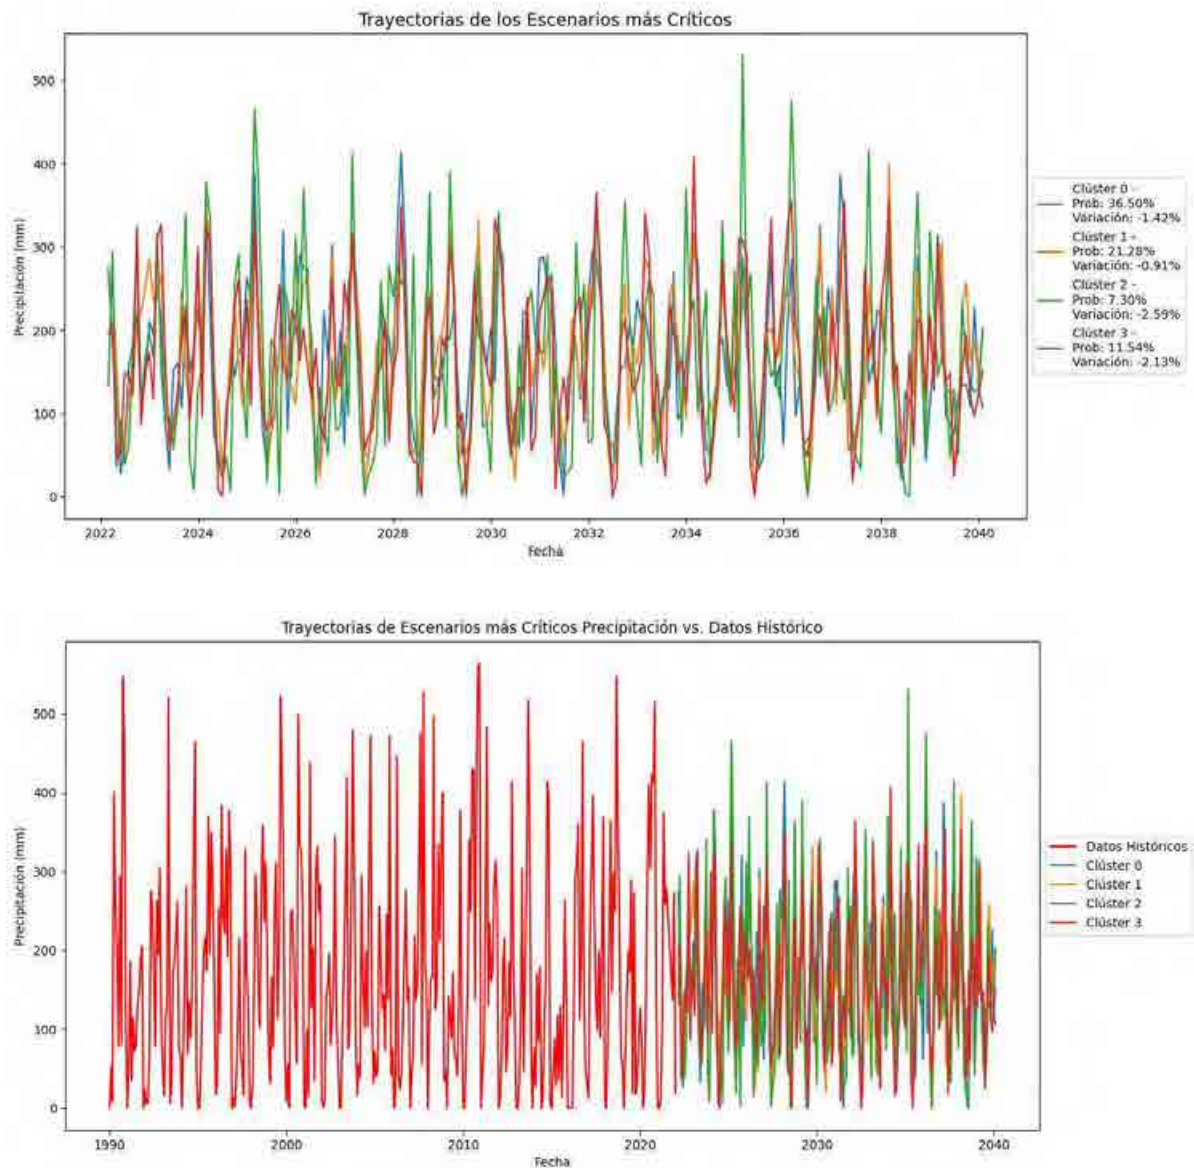 Trayectorias de los Escenarios más Críticos
Precipitación (mm)
500
400
300
200
100
0
2022 2024 2026 2028 2030 2032 2034 2036 2038 2040
Fecha
Clúster 0 -
Prob: 36.50%
Variación: -1.42%
Clúster 1 -
Prob: 21.28%
Variación: -0.91%
Clúster 2 -
Prob: 7.30%
Variación: -2.59%
Clúster 3 -
Prob: 11.54%
Variación: -2.13%
Trayectorias de Escenarios más Críticos Precipitación vs. Datos Histórico
Precipitación (mm)
500
400
300
200
100
0
1990 2000 2010 2020 2030 2040
Fecha
Datos Históricos
Clúster 0
Clúster 1
Clúster 2
Clúster 3